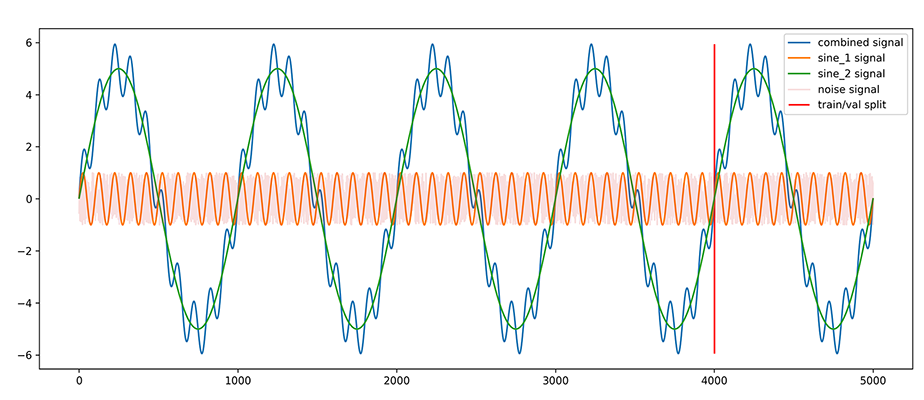 6
4
2
0
−2
−4
−6
0 1000 2000 3000 4000 5000
combined signal
sine_1 signal
sine_2 signal
noise signal
train/val split